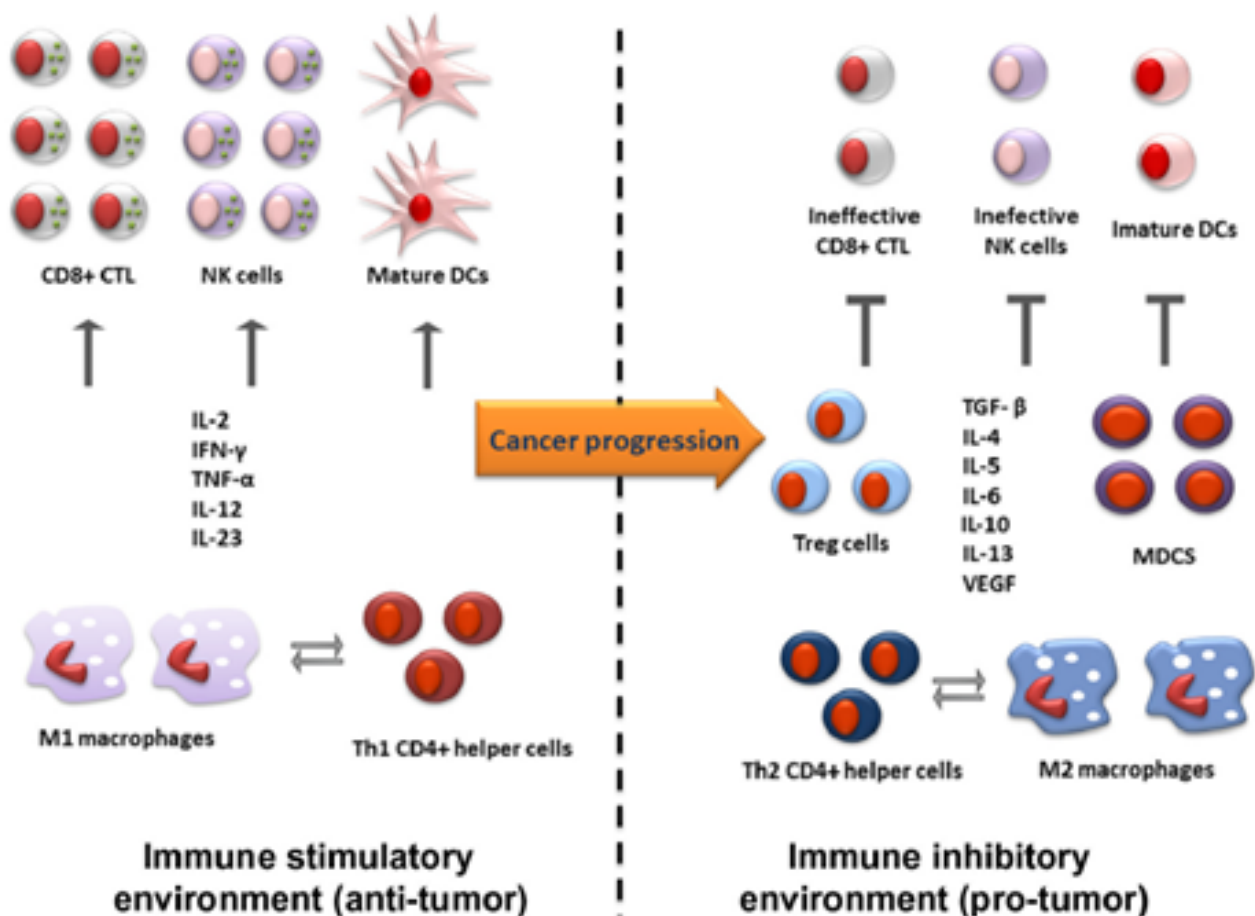 CD8+ CTL
NK cells
Mature DCs
IL-2
IFN-γ
TNF-α
IL-12
IL-23
M1 macrophages
Th1 CD4+ helper cells
Immune stimulatory
environment (anti-tumor)
Cancer progression
Ineffective
CD8+ CTL
Inefective
NK cells
Imature DCs
Treg cells
TGF- β
IL-4
IL-5
IL-6
IL-10
IL-13
VEGF
MDCS
Th2 CD4+ helper cells
M2 macrophages
Immune inhibitory
environment (pro-tumor)